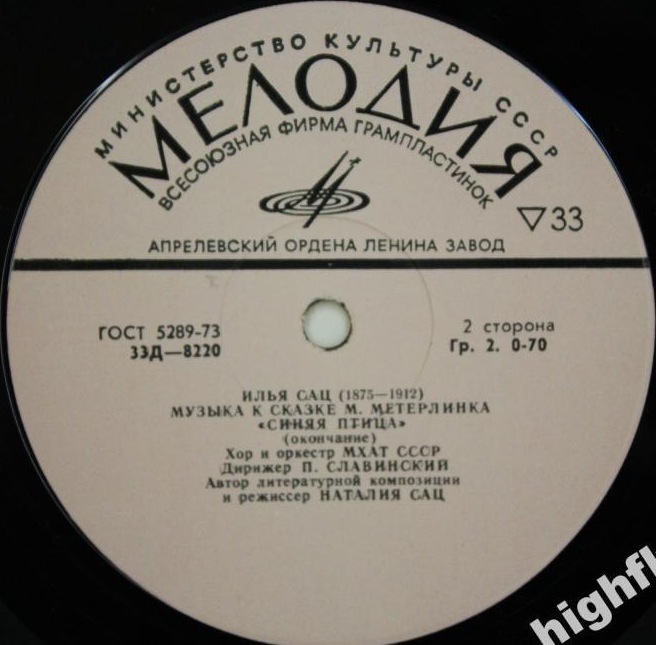 МИНИСТЕРСТВО КУЛЬТУРЫ СССР
МЕЛОДИЯ
ВСЕСОЮЗНАЯ ФИРМА ГРАМПЛАСТИНОК
▽33
АПРЕЛЕВСКИЙ ОРДЕНА ЛЕНИНА ЗАВОД
ГОСТ 5289-73
33Д—8220
2 сторона
Гр. 2. 0-70
ИЛЬЯ САЦ (1875—1912)
МУЗЫКА К СКАЗКЕ М. МЕТЕРЛИНКА
«СИНЯЯ ПТИЦА»
(окончание)
Хор и оркестр МХАТ СССР
Дирижер П. СЛАВИНСКИЙ
Автор литературной композиции
и режиссер НАТАЛИЯ САЦ